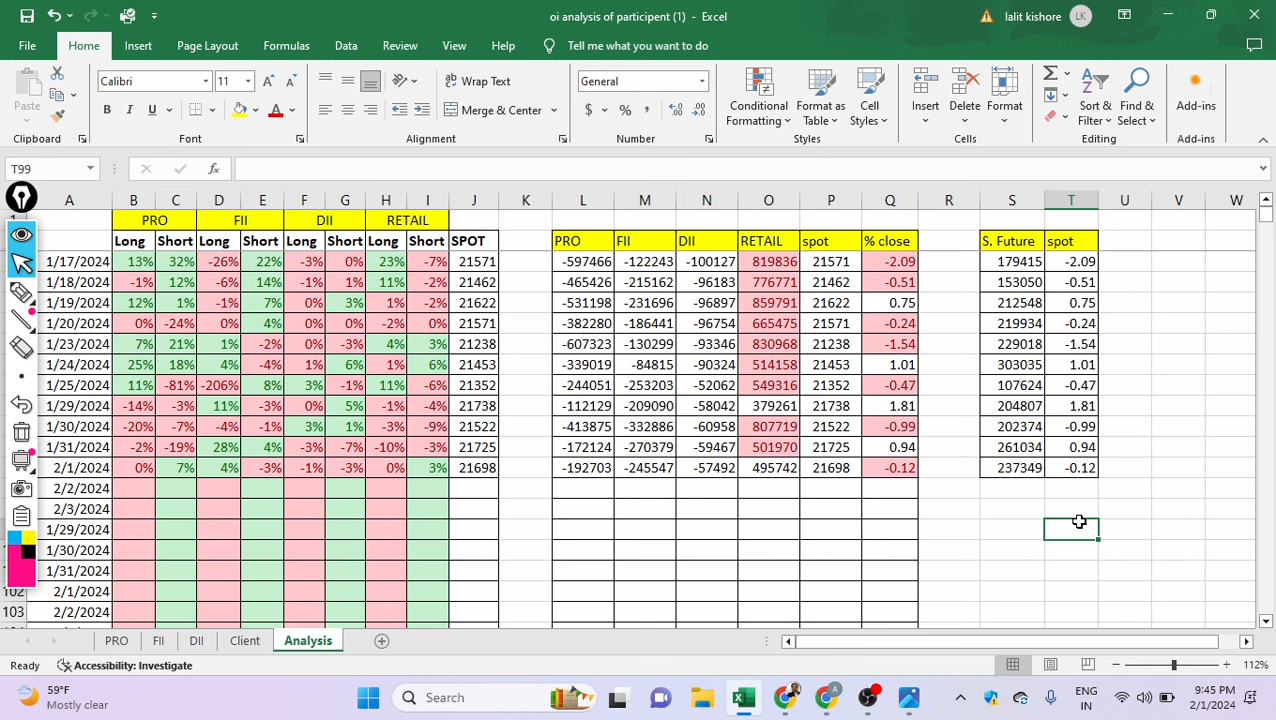 oi analysis of participent (1) - Excel
lalit kishore LK
File Home Insert Page Layout Formulas Data Review View Help Tell me what you want to do
Paste Calibri 11 Wrap Text General Conditional Formatting Format as Table Cell Styles Insert Delete Format Sort & Filter Find & Select Add-ins
B I U Merge & Center
Clipboard Font Alignment Number Styles Cells Editing Add-ins
T99 fx
A B C D E F G H I J K L M N O P Q R S T U V W
1 PRO FII DII RETAIL
Long Short Long Short Long Short Long Short SPOT PRO FII DII RETAIL spot % close S. Future spot
1/17/2024 13% 32% -26% 22% -3% 0% 23% -7% 21571 -597466 -122243 -100127 819836 21571 -2.09 179415 -2.09
1/18/2024 -1% 12% -6% 14% -1% 1% 11% -2% 21462 -465426 -215162 -96183 776771 21462 -0.51 153050 -0.51
1/19/2024 12% 1% -1% 7% 0% 3% 1% -2% 21622 -531198 -231696 -96897 859791 21622 0.75 212548 0.75
1/20/2024 0% -24% 0% 4% 0% 0% -2% 0% 21571 -382280 -186441 -96754 665475 21571 -0.24 219934 -0.24
1/23/2024 7% 21% 1% -2% 0% -3% 4% 3% 21238 -607323 -130299 -93346 830968 21238 -1.54 229018 -1.54
1/24/2024 25% 18% 4% -4% 1% 6% 1% 6% 21453 -339019 -84815 -90324 514158 21453 1.01 303035 1.01
1/25/2024 11% -81% -206% 8% 3% -1% 11% -6% 21352 -244051 -253203 -52062 549316 21352 -0.47 107624 -0.47
1/29/2024 -14% -3% 11% -3% 0% 5% -1% -4% 21738 -112129 -209090 -58042 379261 21738 1.81 204807 1.81
1/30/2024 -20% -7% -4% -1% 3% 1% -3% -9% 21522 -413875 -332886 -60958 807719 21522 -0.99 202374 -0.99
1/31/2024 -2% -19% 28% 4% -3% -7% -10% -3% 21725 -172124 -270379 -59467 501970 21725 0.94 261034 0.94
2/1/2024 0% 7% 4% -3% -1% -3% 0% 3% 21698 -192703 -245547 -57492 495742 21698 -0.12 237349 -0.12
2/2/2024
2/3/2024
1/29/2024
1/30/2024
1/31/2024
102 2/1/2024
103 2/2/2024
PRO FII DII Client Analysis
Ready Accessibility: Investigate 112%
59°F
Mostly clear
Search
ENG
IN
9:45 PM
2/1/2024